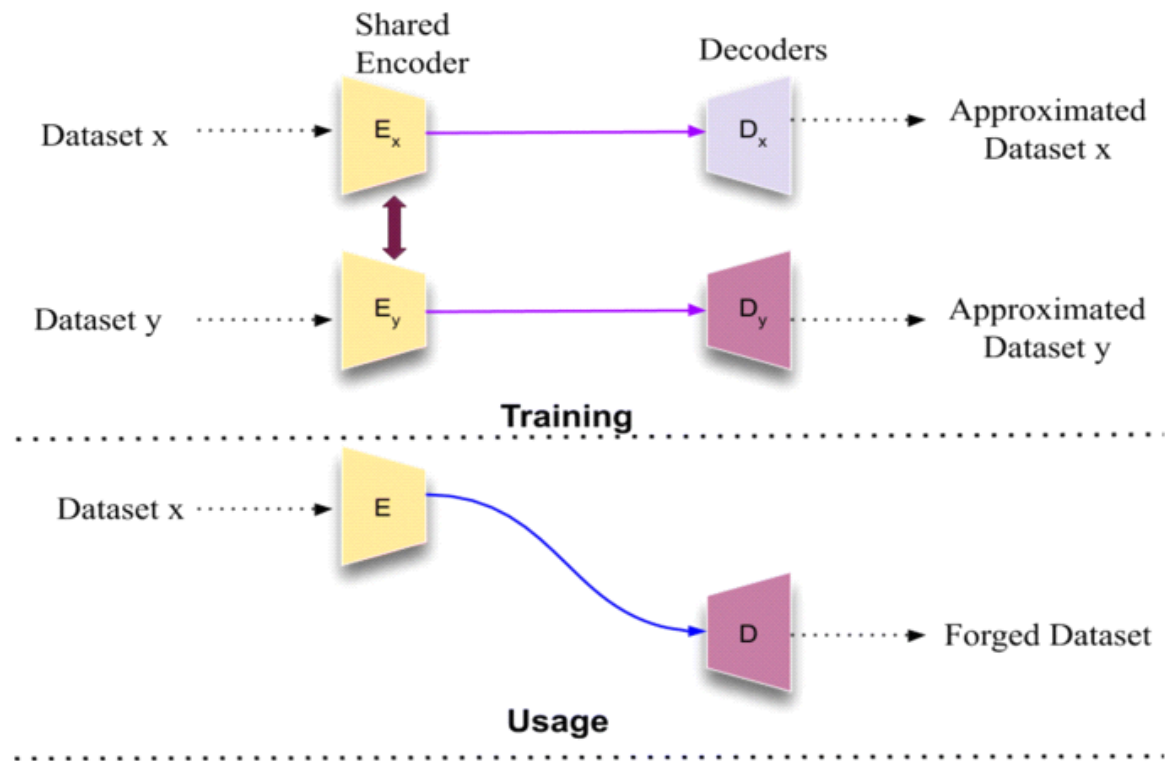 Shared
Encoder
Decoders
Dataset x
Ex
Dx
Approximated
Dataset x
Dataset y
Ey
Dy
Approximated
Dataset y
Training
Dataset x
E
D
Forged Dataset
Usage